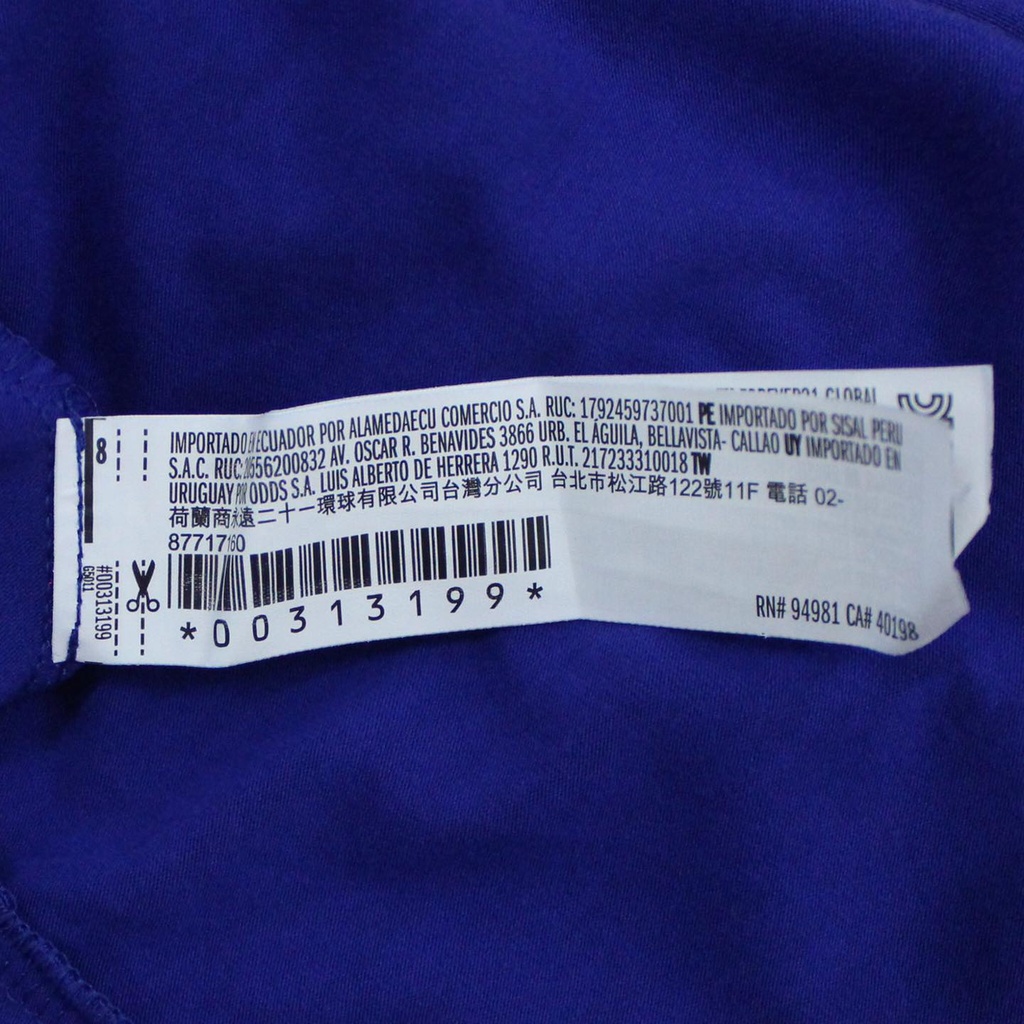 FOREVER21 GLOBAL
8
IMPORTADO ECUADOR POR ALAMEDAECU COMERCIO S.A. RUC: 1792459737001 PE IMPORTADO POR SISAL PERU
S.A.C. RUC: 20556200832 AV. OSCAR R. BENAVIDES 3866 URB. EL AGUILA, BELLAVISTA- CALLAO UY IMPORTADO EN
URUGUAY POR ODDS S.A. LUIS ALBERTO DE HERRERA 1290 R.U.T. 217233310018 TW
荷蘭商永遠二十一環球有限公司台灣分公司 台北市松江路122號11F 電話 02-
87717160
*00313199*
#00313199
G5011
RN# 94981 CA# 40198